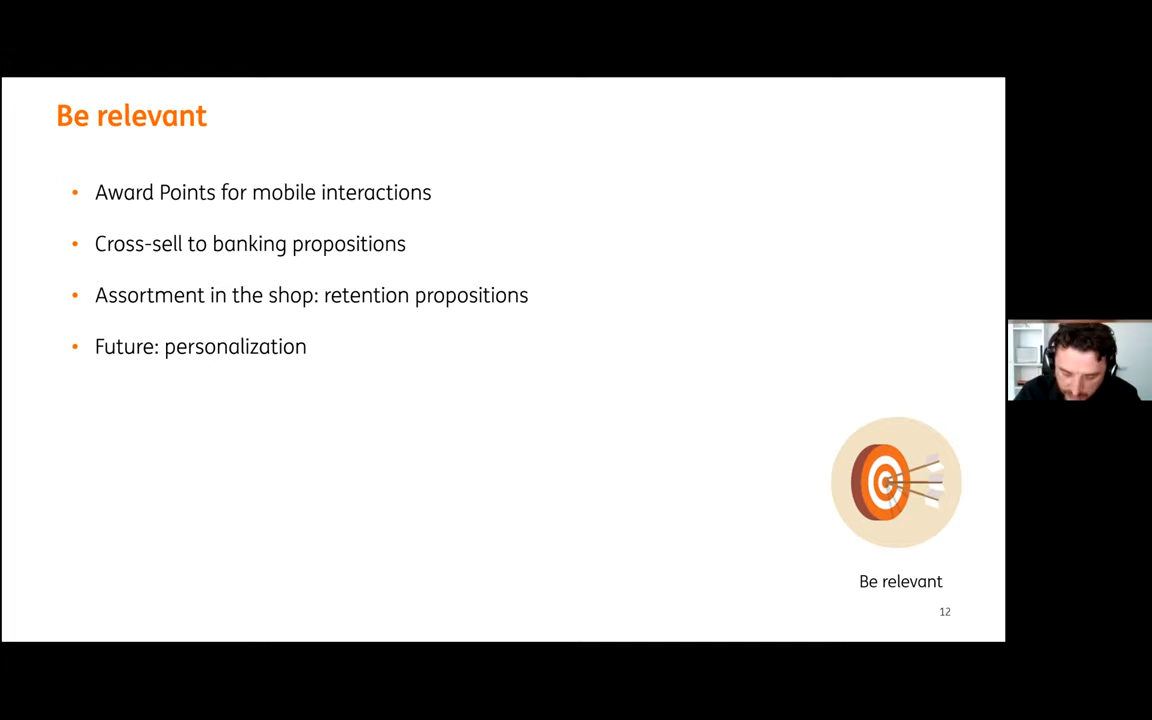 Be relevant
• Award Points for mobile interactions
• Cross-sell to banking propositions
• Assortment in the shop: retention propositions
• Future: personalization
Be relevant
12